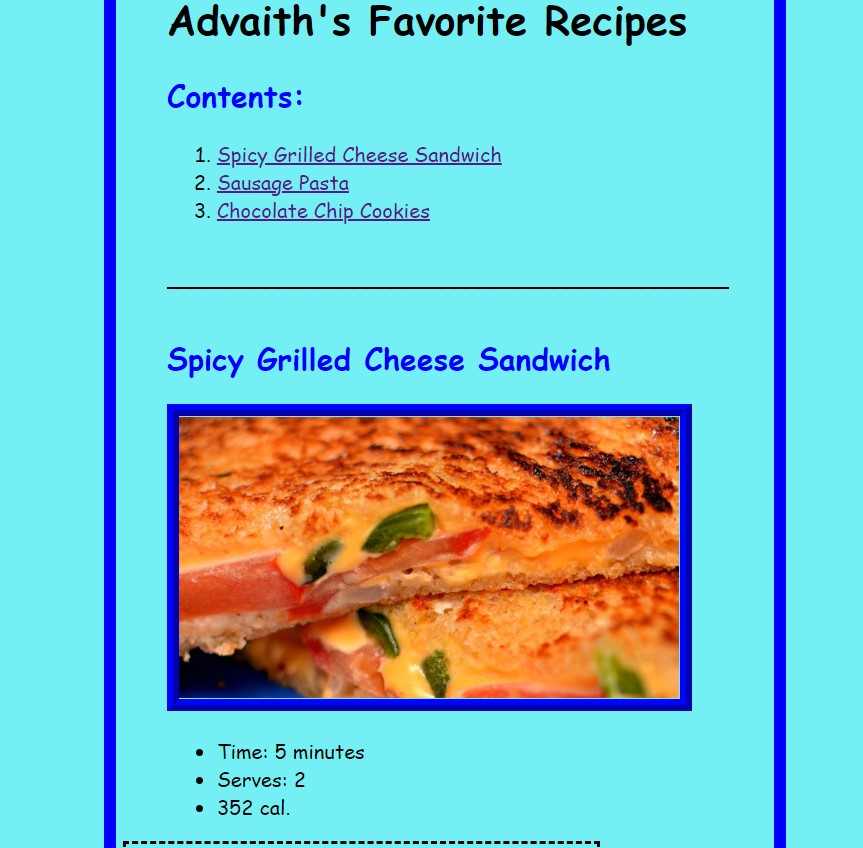 Advaith's Favorite Recipes
Contents:
1. Spicy Grilled Cheese Sandwich
2. Sausage Pasta
3. Chocolate Chip Cookies
Spicy Grilled Cheese Sandwich
• Time: 5 minutes
• Serves: 2
• 352 cal.